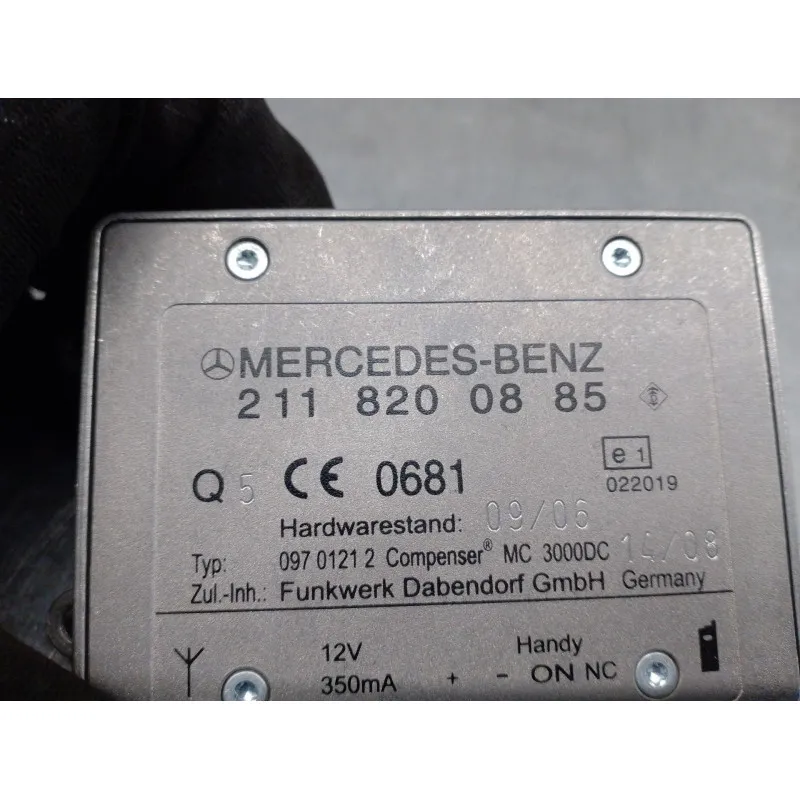 MERCEDES-BENZ
211 820 08 85
Q 5 CE 0681 e1
022019
Hardwarestand: 09/06
Typ: 097 0121 2 Compenser® MC 3000DC 14/08
Zul.-Inh.: Funkwerk Dabendorf GmbH Germany
12V Handy
350mA + - ON NC